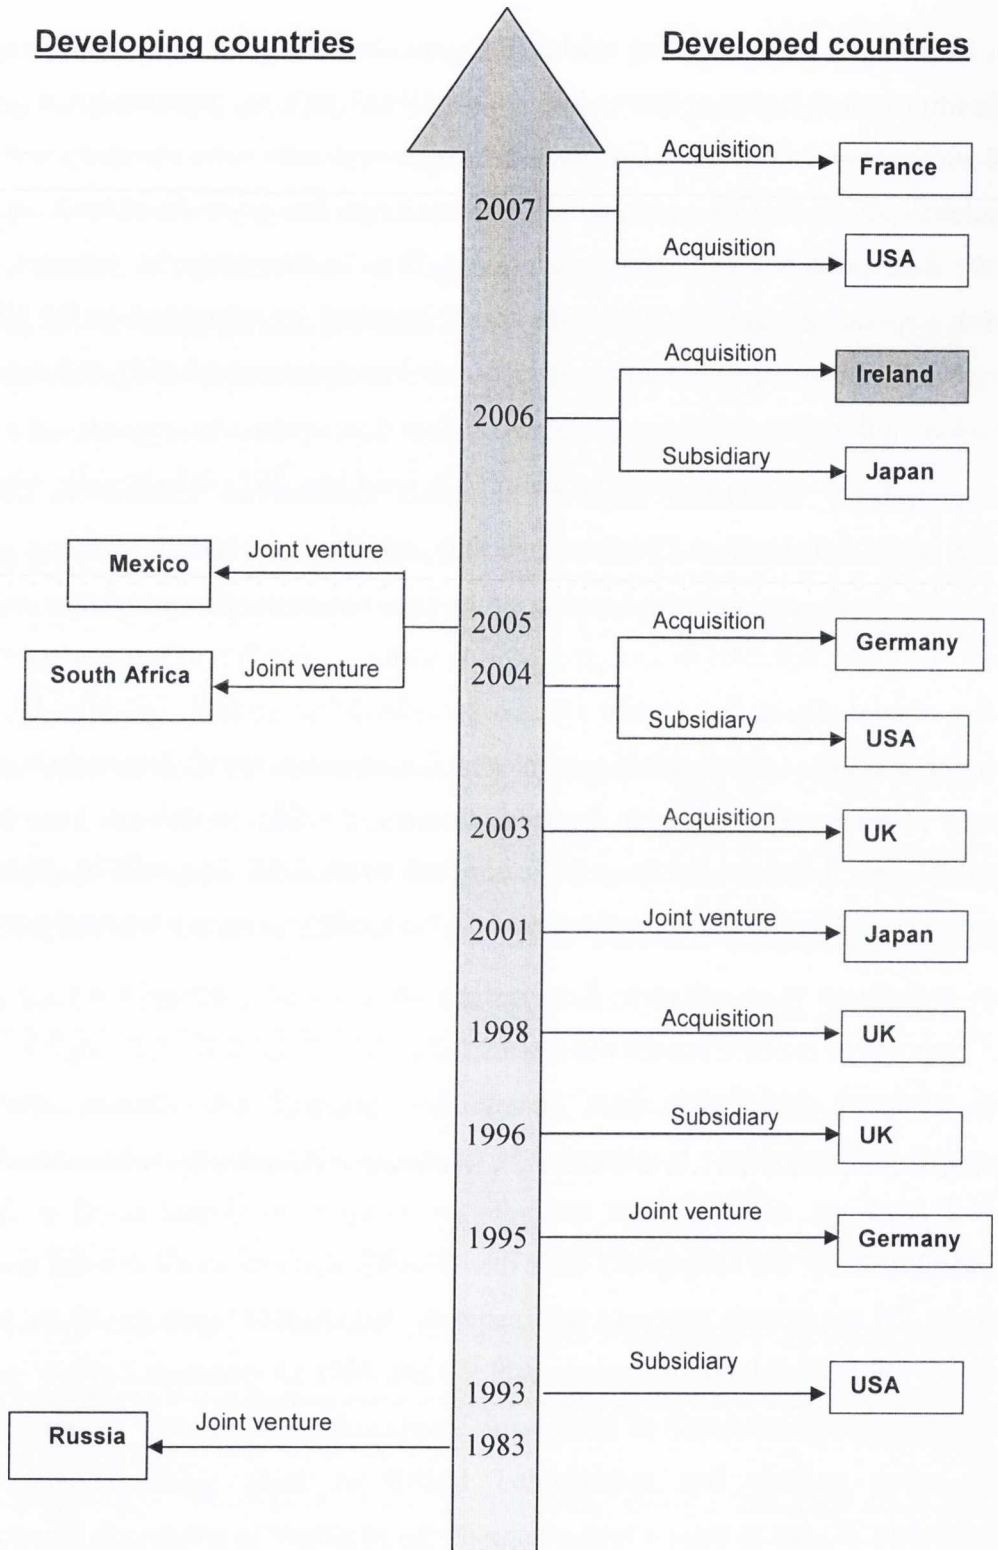 Developing countries
Developed countries
Acquisition
France
2007
Acquisition
USA
Acquisition
Ireland
2006
Subsidiary
Japan
Joint venture
Mexico
2005
Acquisition
Germany
South Africa
Joint venture
2004
Subsidiary
USA
2003
Acquisition
UK
2001
Joint venture
Japan
1998
Acquisition
UK
1996
Subsidiary
UK
1995
Joint venture
Germany
1993
Subsidiary
USA
Russia
Joint venture
1983